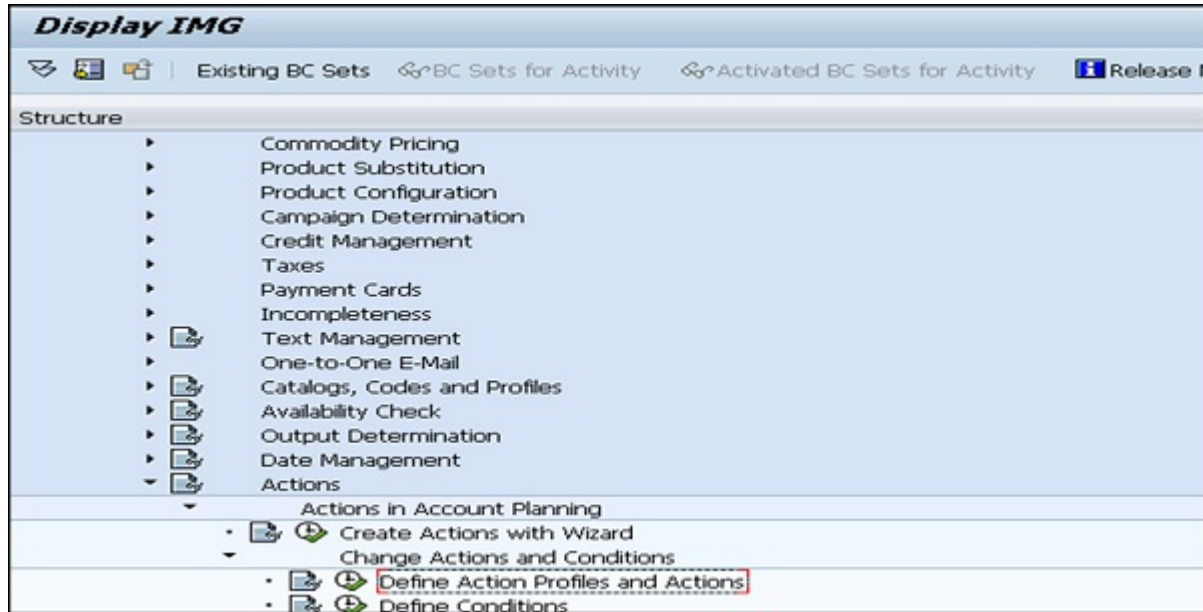 Display IMG
Existing BC Sets BC Sets for Activity Activated BC Sets for Activity Release
Structure
Commodity Pricing
Product Substitution
Product Configuration
Campaign Determination
Credit Management
Taxes
Payment Cards
Incompleteness
Text Management
One-to-One E-Mail
Catalogs, Codes and Profiles
Availability Check
Output Determination
Date Management
Actions
Actions in Account Planning
Create Actions with Wizard
Change Actions and Conditions
Define Action Profiles and Actions
Define Conditions